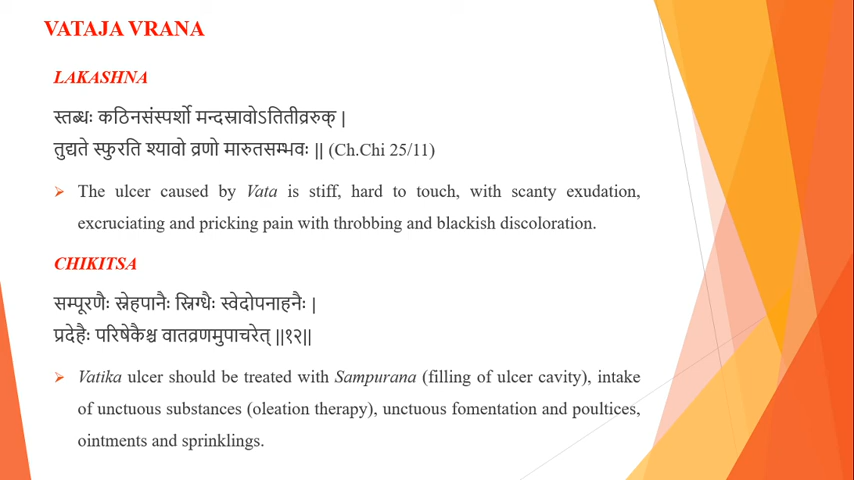 VATAJA VRANA
LAKASHNA
स्तब्धः कठिनसंस्पर्शो मन्दस्रावोऽतितीव्ररुक् |
तुद्यते स्फुरति श्यावो व्रणो मारुतसम्भवः || (Ch.Chi 25/11)
➢ The ulcer caused by Vata is stiff, hard to touch, with scanty exudation,
excruciating and pricking pain with throbbing and blackish discoloration.
CHIKITSA
सम्पूरणैः स्नेहपानैः स्निग्धैः स्वेदोपनाहनैः |
प्रदेहैः परिषेकैश्च वातव्रणमुपाचरेत् ||१२||
➢ Vatika ulcer should be treated with Sampurana (filling of ulcer cavity), intake
of unctuous substances (oleation therapy), unctuous fomentation and poultices,
ointments and sprinklings.